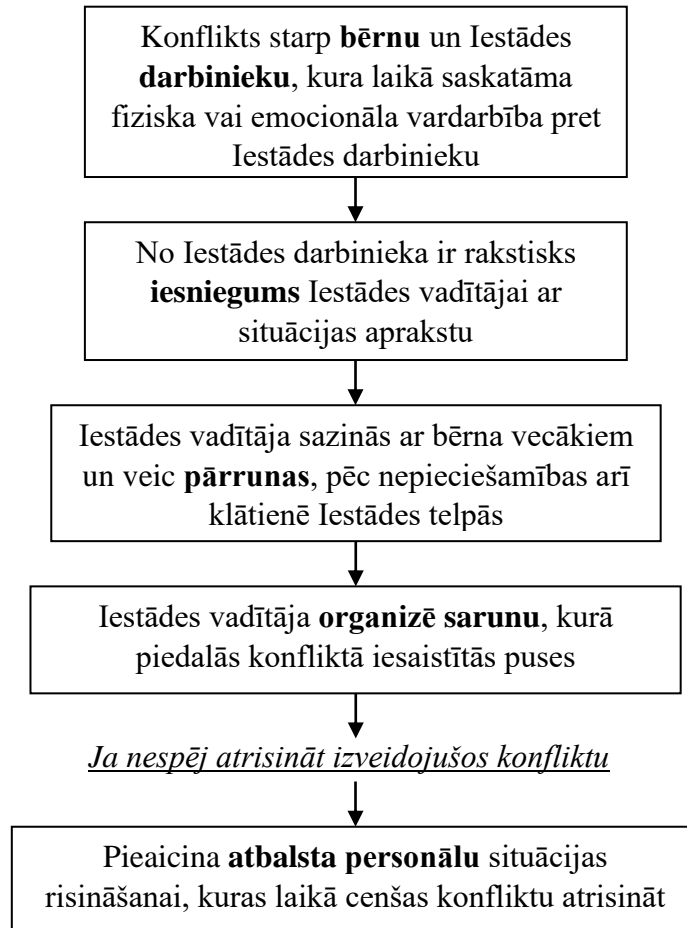 Konflikts starp bērnu un Iestādes
darbinieku, kura laikā saskatāma
fiziska vai emocionāla vardarbība pret
Iestādes darbinieku
No Iestādes darbinieka ir rakstisks
iesniegums Iestādes vadītājai ar
situācijas aprakstu
Iestādes vadītāja sazinās ar bērna vecākiem
un veic pārrunas, pēc nepieciešamības arī
klātienē Iestādes telpās
Iestādes vadītāja organizē sarunu, kurā
piedalās konfliktā iesaistītās puses
Ja nespēj atrisināt izveidojušos konfliktu
Pieaicina atbalsta personālu situācijas
risināšanai, kuras laikā cenšas konfliktu atrisināt